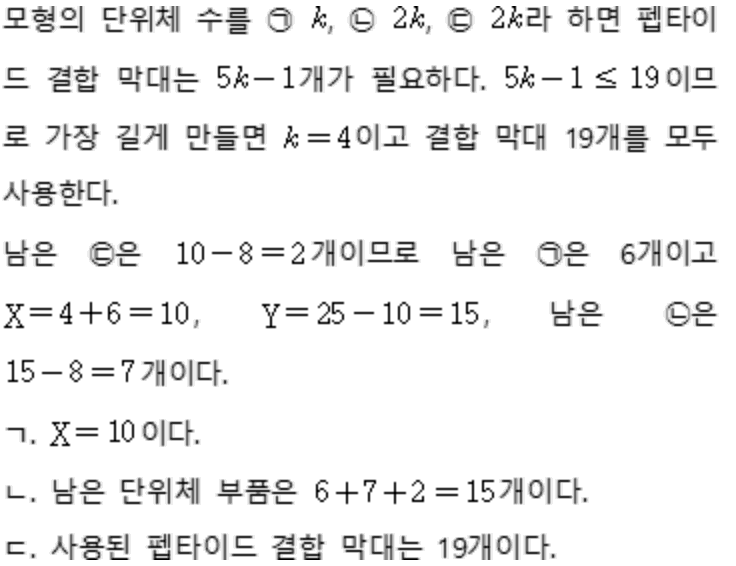 모형의 단위체 수를 ㉠ k, ㉡ 2k, ㉢ 2k라 하면 펩타이
드 결합 막대는 5k-1개가 필요하다. 5k-1 ≤ 19이므
로 가장 길게 만들면 k=4이고 결합 막대 19개를 모두
사용한다.
남은 ㉢은 10-8=2개이므로 남은 ㉠은 6개이고
X=4+6=10, Y=25-10=15, 남은 ㉡은
15-8=7개이다.
ㄱ. X=10이다.
ㄴ. 남은 단위체 부품은 6+7+2=15개이다.
ㄷ. 사용된 펩타이드 결합 막대는 19개이다.